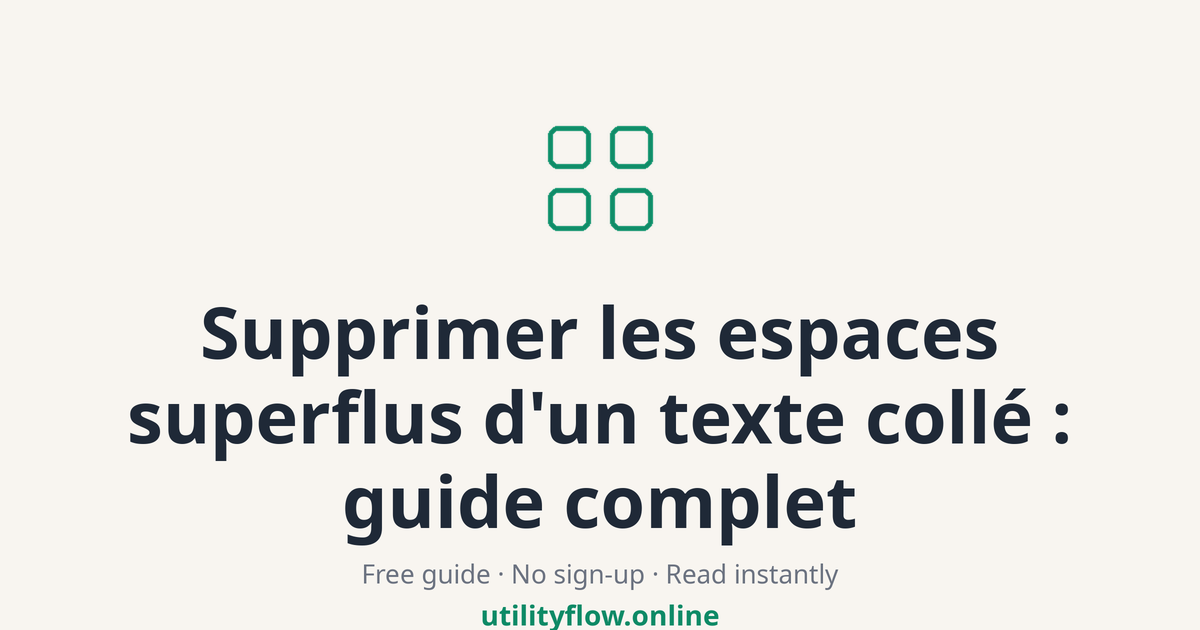 Supprimer les espaces
superflus d'un texte collé :
guide complet
Free guide · No sign-up · Read instantly
utilityflow.online